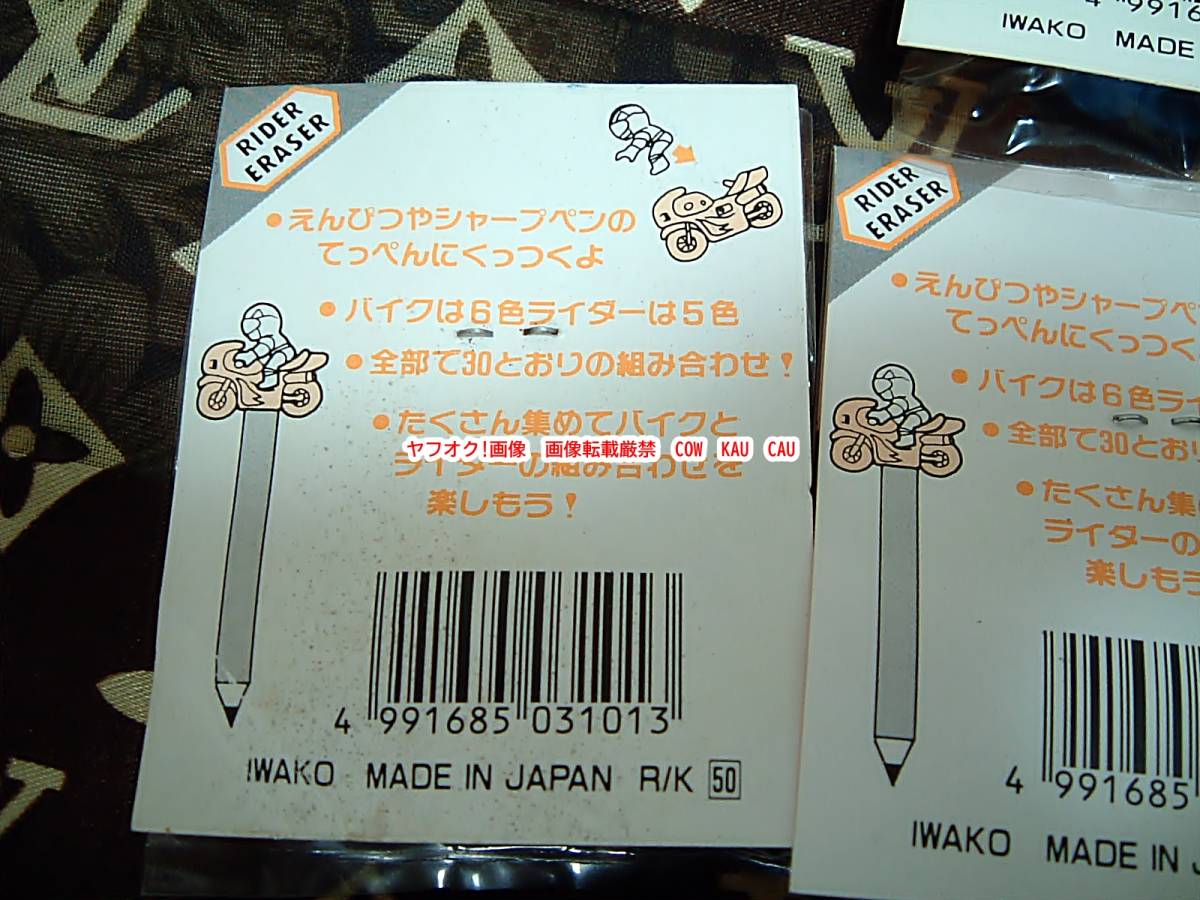 RIDER
ERASER
●えんぴつやシャープペンの
てっぺんにくっつくよ
●バイクは6色ライダーは5色
●全部で30とおりの組み合わせ！
●たくさん集めてバイクと
ヤフオク!画像 画像転載厳禁 COW KAU CAU
ライダーの組み合わせを
楽しもう！
4 991685 031013
IWAKO MADE IN JAPAN R/K 50
4 9916
IWAKO MADE
RIDER
ERASER
●えんぴつやシャープペ
てっぺんにくっつく
●バイクは6色ラ
●全部で30とお
●たくさん集
ライダーの
楽しもう
4 991685
IWAKO MADE IN